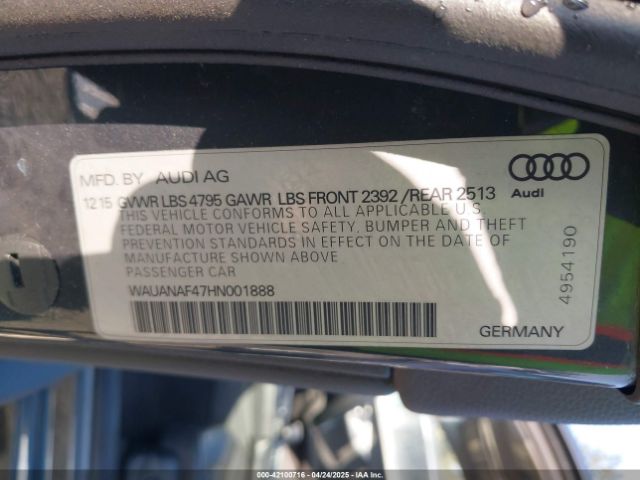 MFD. BY AUDI AG
12 15 GVWR LBS 4795 GAWR LBS FRONT 2392 /REAR 2513
Audi
THIS VEHICLE CONFORMS TO ALL APPLICABLE U.S.
FEDERAL MOTOR VEHICLE SAFETY, BUMPER AND THEFT
PREVENTION STANDARDS IN EFFECT ON THE DATE OF
MANUFACTURE SHOWN ABOVE
PASSENGER CAR
WAUANAF47HN001888
4954190
GERMANY
000-42100716 - 04/24/2025 - IAAI.COM